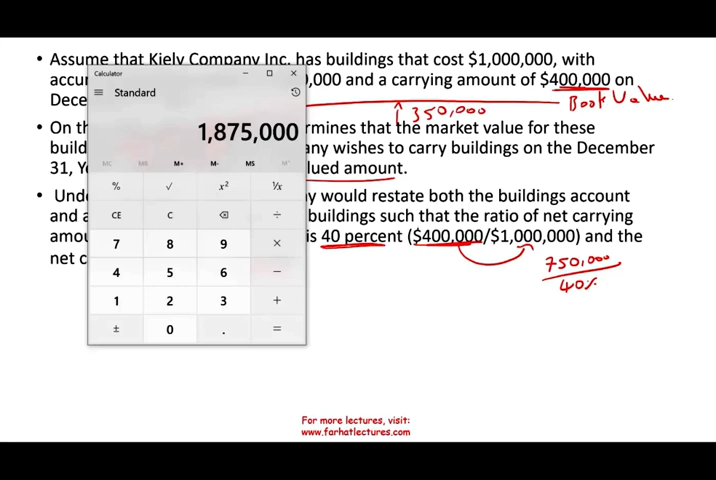 • Assume that Kiely Company Inc. has buildings that cost $1,000,000, with
accu ,000 and a carrying amount of $400,000 on
Dece Book Value.
350,000
• On th rmines that the market value for these
build any wishes to carry buildings on the December
31, Ye lued amount.
• Unde y would restate both the buildings account
and a buildings such that the ratio of net carrying
amou is 40 percent ($400,000/$1,000,000) and the
net c
750,000
40%
Calculator
Standard
1,875,000
MC MR M+ M- MS M˅
% √ x² ¹/x
CE C ⌫ ÷
7 8 9 ×
4 5 6 −
1 2 3 +
± 0 . =
For more lectures, visit:
www.farhatlectures.com